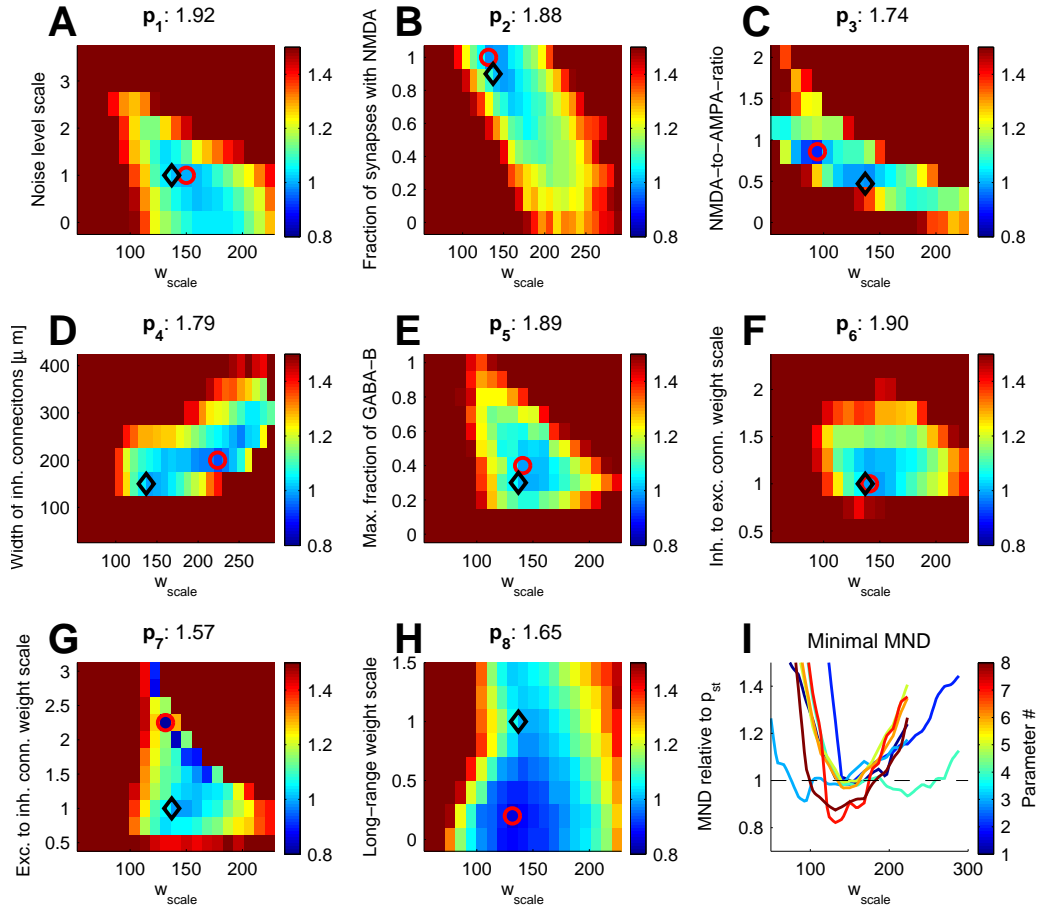 A
p1: 1.92
Noise level scale
3
2
1
0
100 150 200
wscale
1.4
1.2
1
0.8
B
p2: 1.88
Fraction of synapses with NMDA
1
0.8
0.6
0.4
0.2
0
100 150 200 250
wscale
1.4
1.2
1
0.8
C
p3: 1.74
NMDA−to−AMPA−ratio
2
1.5
1
0.5
0
100 150 200
wscale
1.4
1.2
1
0.8
D
p4: 1.79
Width of inh. connecitons [μ m]
400
300
200
100
100 150 200 250
wscale
1.4
1.2
1
0.8
E
p5: 1.89
Max. fraction of GABA−B
1
0.8
0.6
0.4
0.2
0
100 150 200
wscale
1.4
1.2
1
0.8
F
p6: 1.90
Inh. to exc. conn. weight scale
2
1.5
1
0.5
100 150 200
wscale
1.4
1.2
1
0.8
G
p7: 1.57
Exc. to inh. conn. weight scale
3
2.5
2
1.5
1
0.5
100 150 200
wscale
1.4
1.2
1
0.8
H
p8: 1.65
Long−range weight scale
1.5
1
0.5
0
100 150 200
wscale
1.4
1.2
1
0.8
I
Minimal MND
MND relative to pst
1.4
1.2
1
0.8
100 200 300
wscale
8
7
6
5
4
3
2
1
Parameter #